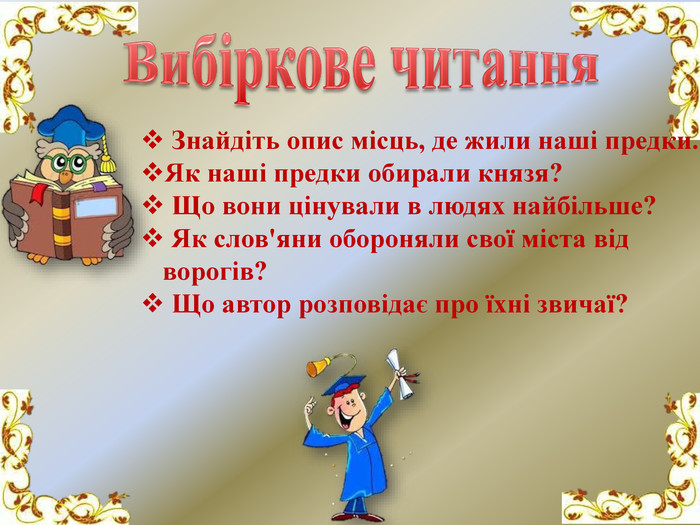 Вибіркове читання
❖ Знайдіть опис місць, де жили наші предки.
❖Як наші предки обирали князя?
❖ Що вони цінували в людях найбільше?
❖ Як слов'яни обороняли свої міста від
ворогів?
❖ Що автор розповідає про їхні звичаї?